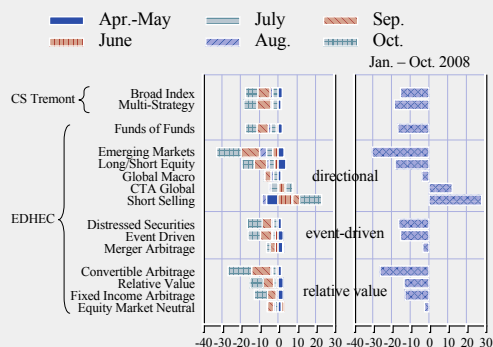 Apr.-May July Sep.
June Aug. Oct.
Jan. – Oct. 2008
CS Tremont
Broad Index
Multi-Strategy
Funds of Funds
EDHEC
Emerging Markets
Long/Short Equity
Global Macro
CTA Global
Short Selling
directional
Distressed Securities
Event Driven
Merger Arbitrage
event-driven
Convertible Arbitrage
Relative Value
Fixed Income Arbitrage
Equity Market Neutral
relative value
-40 -30 -20 -10 0 10 20 30
-40 -30 -20 -10 0 10 20 30